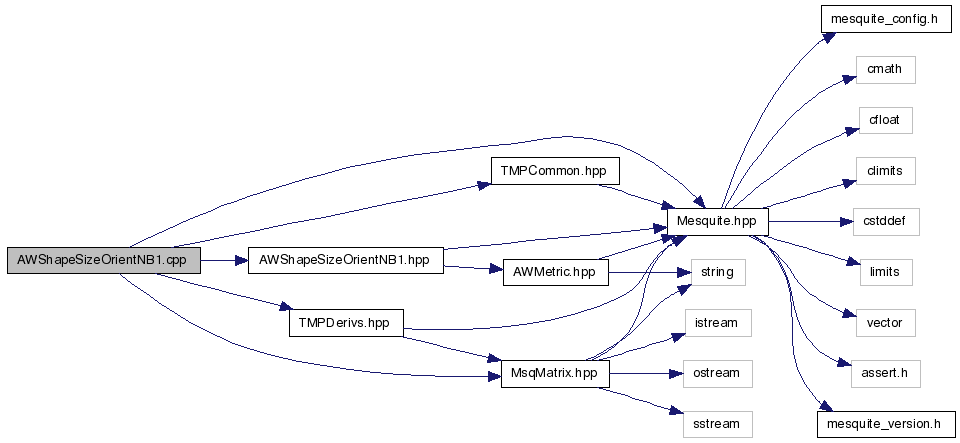 mesquite_config.h
cmath
cfloat
TMPCommon.hpp
climits
Mesquite.hpp
cstddef
AWShapeSizeOrientNB1.cpp
AWShapeSizeOrientNB1.hpp
AWMetric.hpp
string
limits
TMPDerivs.hpp
istream
vector
MsqMatrix.hpp
ostream
assert.h
sstream
mesquite_version.h